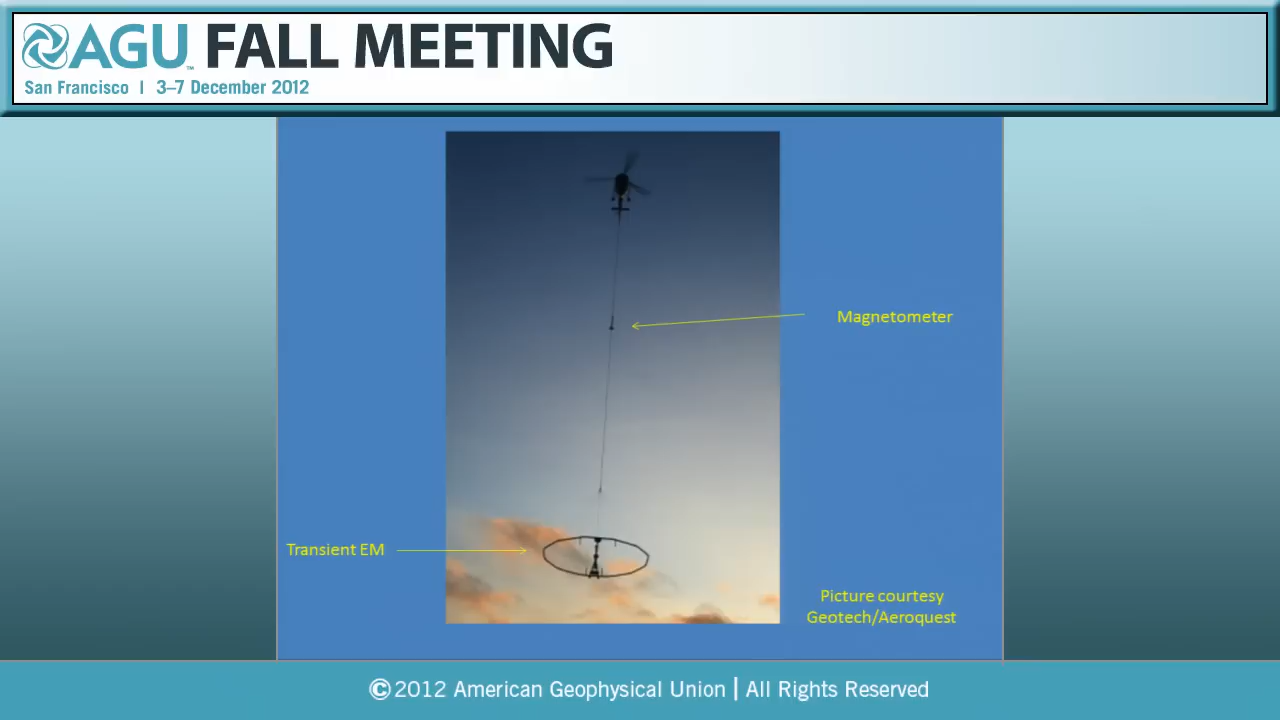 AGU™ FALL MEETING
San Francisco | 3–7 December 2012
Magnetometer
Transient EM
Picture courtesy
Geotech/Aeroquest
©2012 American Geophysical Union | All Rights Reserved